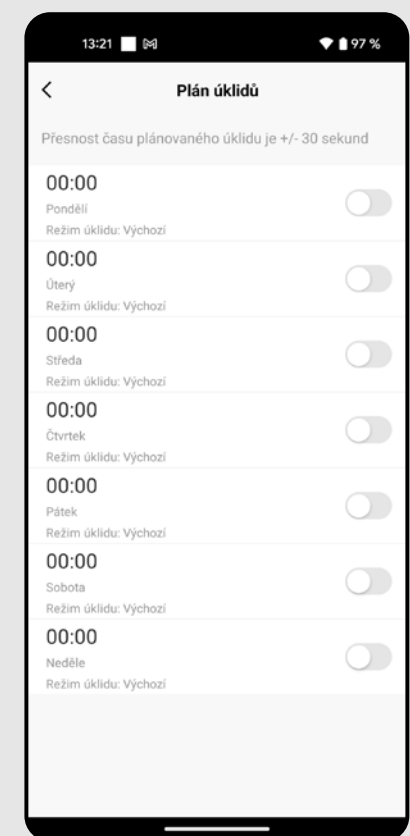 13:21 97 %
Plán úklidů
Přesnost času plánovaného úklidu je +/- 30 sekund
00:00
Pondělí
Režim úklidu: Výchozí
00:00
Úterý
Režim úklidu: Výchozí
00:00
Středa
Režim úklidu: Výchozí
00:00
Čtvrtek
Režim úklidu: Výchozí
00:00
Pátek
Režim úklidu: Výchozí
00:00
Sobota
Režim úklidu: Výchozí
00:00
Neděle
Režim úklidu: Výchozí